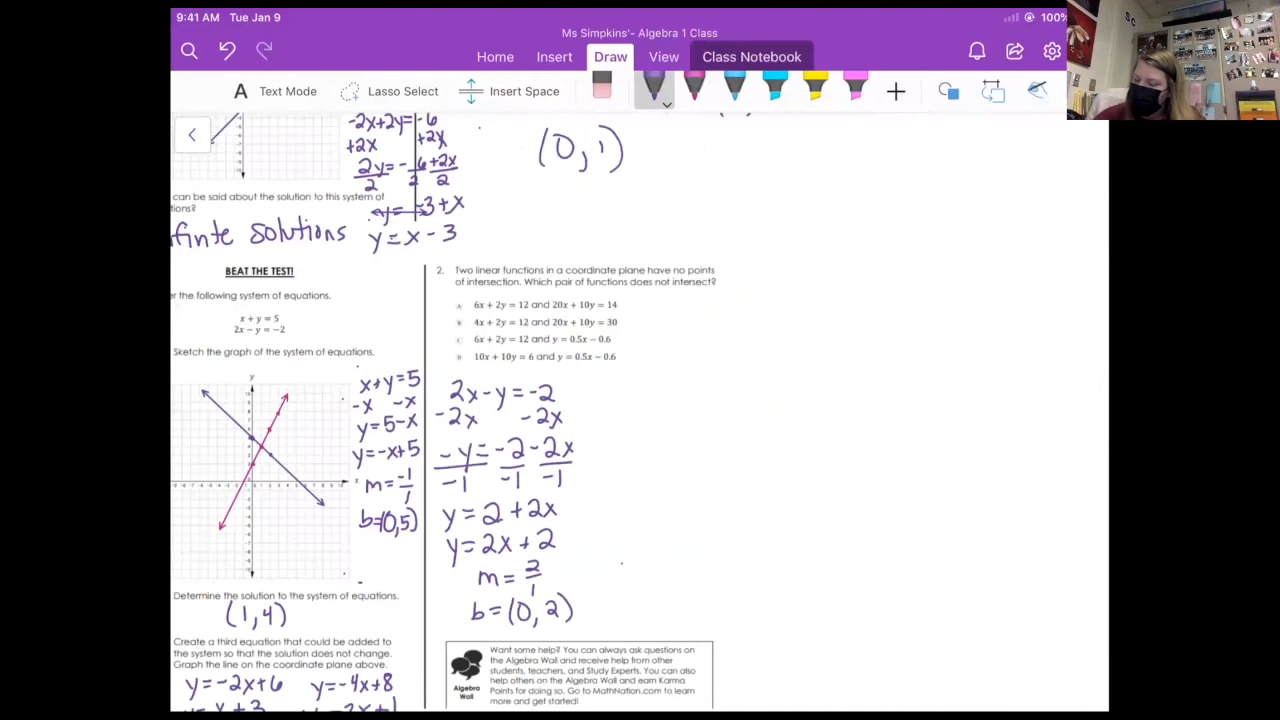 9:41 AM Tue Jan 9
100%
Ms Simpkins'- Algebra 1 Class
Home Insert Draw View Class Notebook
A Text Mode Lasso Select Insert Space
-2x+2y=-6
+2x +2x
2y=-6+2x
2 2 2
y=-3+x
y=x-3
(0,1)
can be said about the solution to this system of
tions?
finte solutions
BEAT THE TEST!
er the following system of equations.
x + y = 5
2x − y = −2
Sketch the graph of the system of equations.
y
x
x+y=5
-x -x
y=5-x
y=-x+5
m=-1
1
b=(0,5)
Determine the solution to the system of equations.
(1,4)
Create a third equation that could be added to
the system so that the solution does not change.
Graph the line on the coordinate plane above.
y=-2x+6 y=-4x+8
2. Two linear functions in a coordinate plane have no points
of intersection. Which pair of functions does not intersect?
A 6x + 2y = 12 and 20x + 10y = 14
B 4x + 2y = 12 and 20x + 10y = 30
C 6x + 2y = 12 and y = 0.5x − 0.6
D 10x + 10y = 6 and y = 0.5x − 0.6
2x-y=-2
-2x -2x
-y=-2-2x
-1 -1 -1
y=2+2x
y=2x+2
m=2
1
b=(0,2)
Algebra
Wall
Want some help? You can always ask questions on
the Algebra Wall and receive help from other
students, teachers, and Study Experts. You can also
help others on the Algebra Wall and earn Karma
Points for doing so. Go to MathNation.com to learn
more and get started!